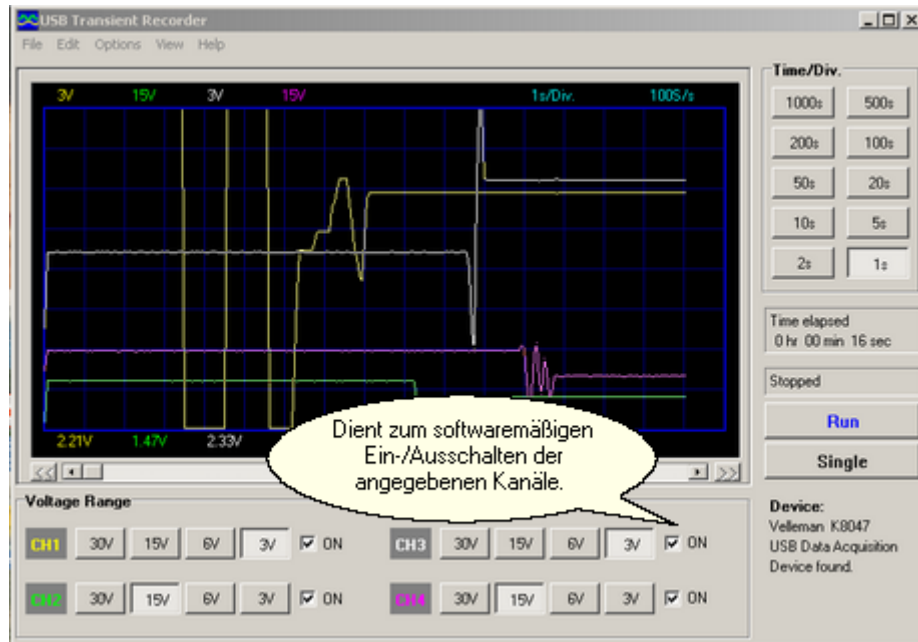 USB Transient Recorder
File Edit Options View Help
3V 15V 3V 15V 1s/Div. 100S/s
2.21V 1.47V 2.33V
Dient zum softwaremäßigen
Ein-/Ausschalten der
angegebenen Kanäle.
Voltage Range
CH1 30V 15V 6V 3V ON
CH3 30V 15V 6V 3V ON
CH2 30V 15V 6V 3V ON
CH4 30V 15V 6V 3V ON
Time/Div.
1000s 500s
200s 100s
50s 20s
10s 5s
2s 1s
Time elapsed
0 hr 00 min 16 sec
Stopped
Run
Single
Device:
Velleman K8047
USB Data Acquisition
Device found.